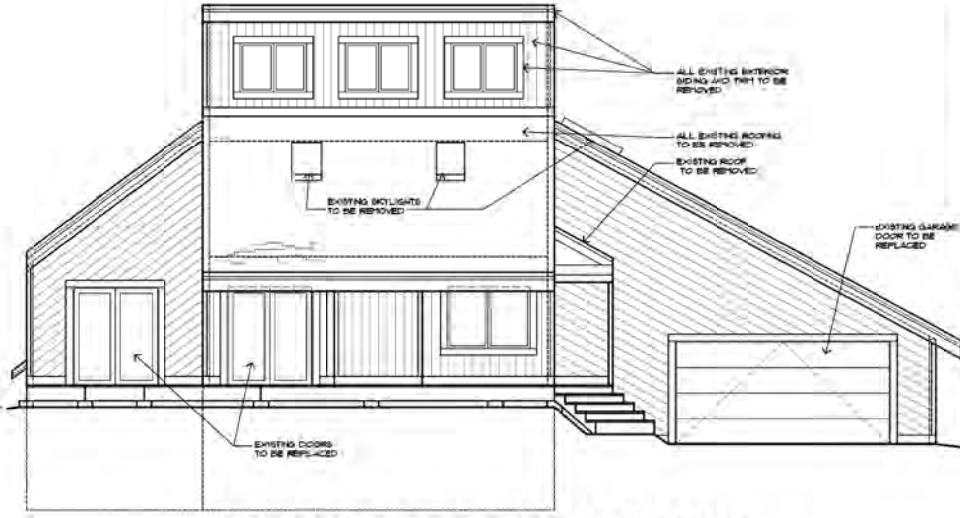 ALL EXISTING EXTERIOR
SIDING AND TRIM TO BE
REMOVED
ALL EXISTING ROOFING
TO BE REMOVED
EXISTING ROOF
TO BE REMOVED
EXISTING SKYLIGHTS
TO BE REMOVED
EXISTING GARAGE
DOOR TO BE
REPLACED
EXISTING DOORS
TO BE REPLACED